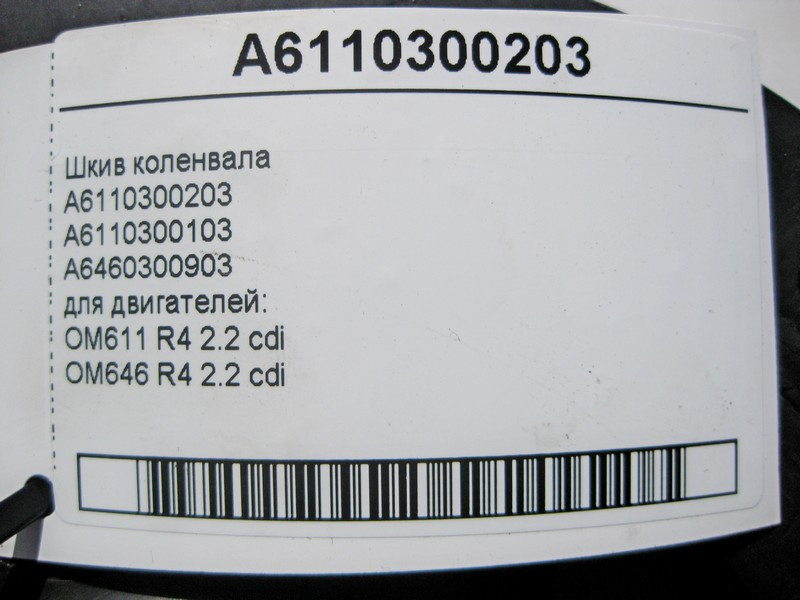 A6110300203
Шкив коленвала
A6110300203
A6110300103
A6460300903
для двигателей:
OM611 R4 2.2 cdi
OM646 R4 2.2 cdi